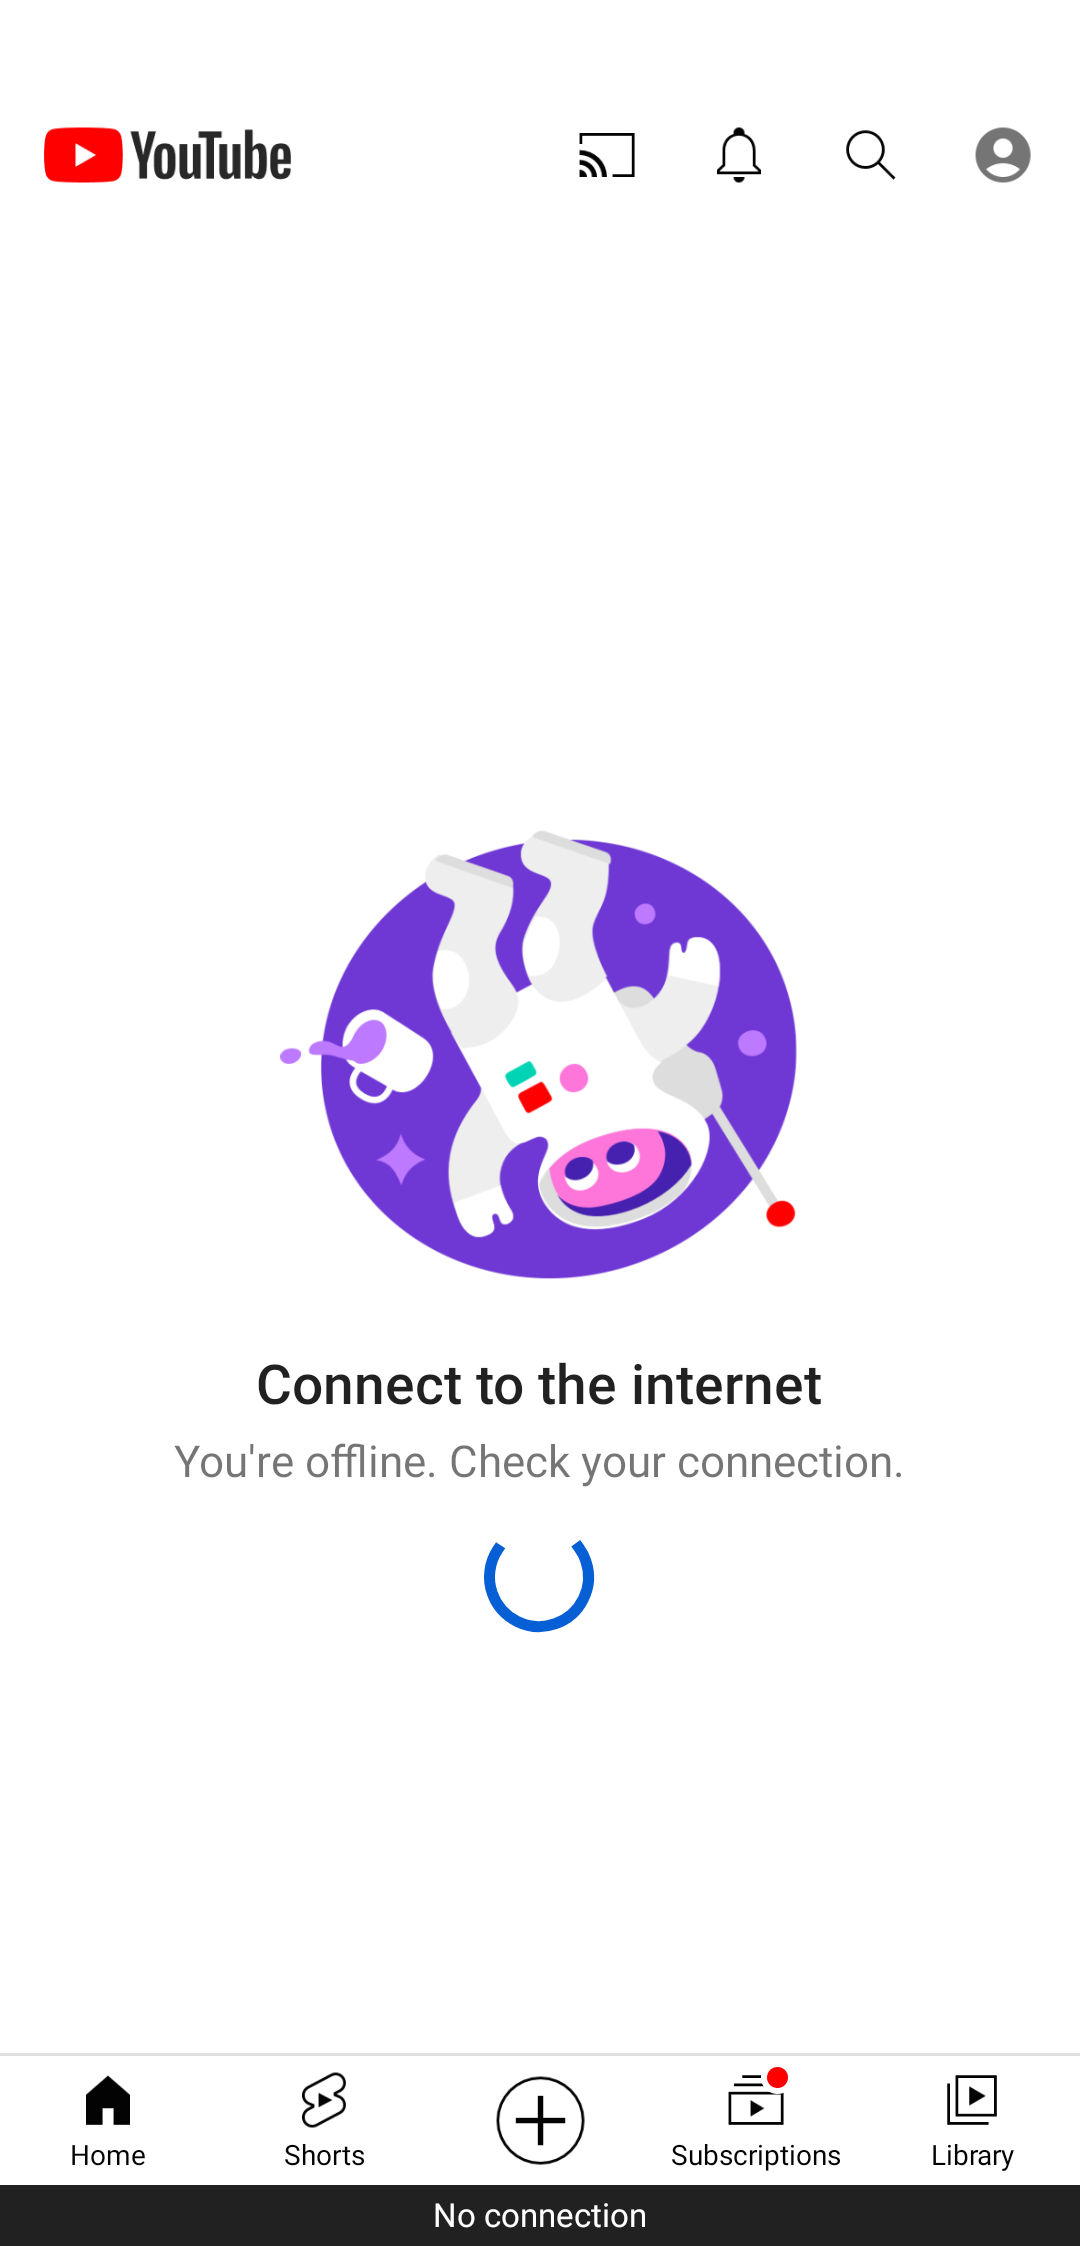 YouTube
Connect to the internet
You're offline. Check your connection.
Home
Shorts
Subscriptions
Library
No connection